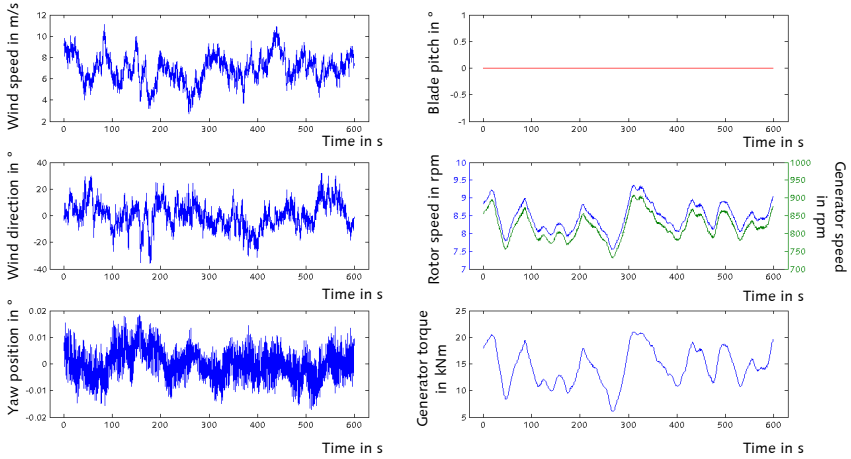 Wind speed in m/s
12
10
8
6
4
2
0 100 200 300 400 500 600
Time in s
Blade pitch in °
1
0.5
0
-0.5
-1
0 100 200 300 400 500 600
Time in s
Wind direction in °
40
20
0
-20
-40
0 100 200 300 400 500 600
Time in s
Rotor speed in rpm
10
9.5
9
8.5
8
7.5
7
1000
950
900
850
800
750
700
Generator speed
in rpm
0 100 200 300 400 500 600
Time in s
Yaw position in °
0.02
0.01
0
-0.01
-0.02
0 100 200 300 400 500 600
Time in s
Generator torque
in kNm
25
20
15
10
5
0 100 200 300 400 500 600
Time in s